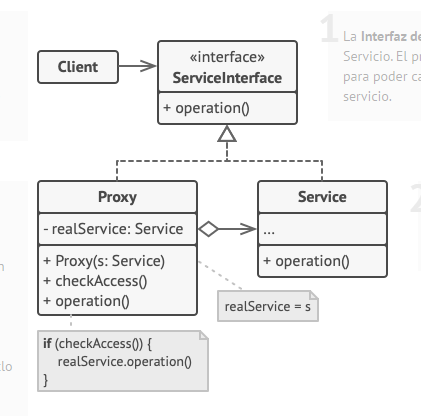 1
La Interfaz de
Servicio. El
para poder
servicio.
Client
«interface»
ServiceInterface
+ operation()
Proxy
- realService: Service
+ Proxy(s: Service)
+ checkAccess()
+ operation()
Service
...
+ operation()
2
realService = s
if (checkAccess()) {
realService.operation()
}